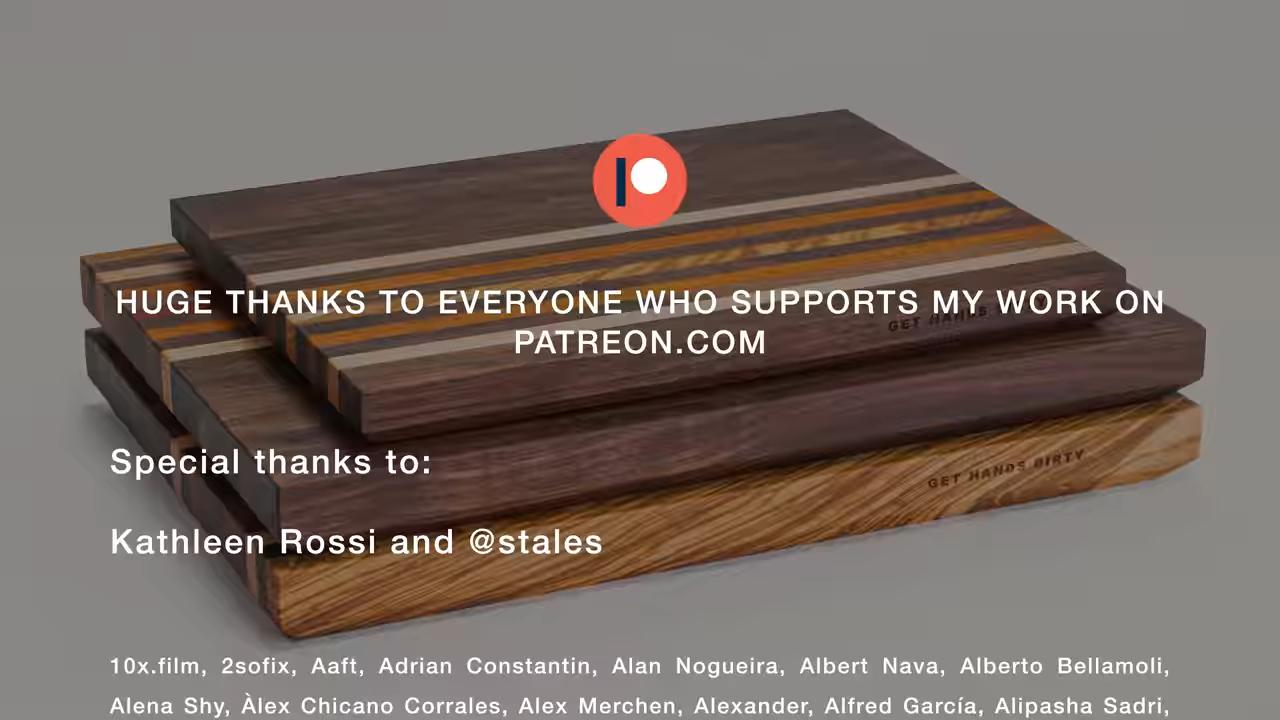 HUGE THANKS TO EVERYONE WHO SUPPORTS MY WORK ON
PATREON.COM
GET HANDS
Special thanks to:
GET HANDS DIRTY
Kathleen Rossi and @stales
10x.film, 2sofix, Aaft, Adrian Constantin, Alan Nogueira, Albert Nava, Alberto Bellamoli,
Alena Shy, Àlex Chicano Corrales, Alex Merchen, Alexander, Alfred García, Alipasha Sadri,